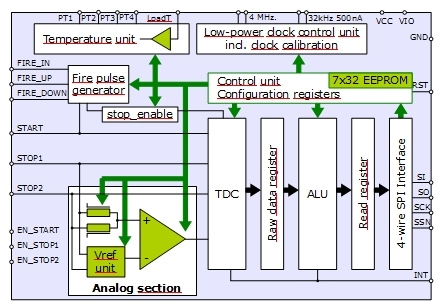 PT1 PT2 PT3 PT4 LoadT 4 MHz. 32kHz 500nA VCC VIO
Temperature unit
Low-power dock control unit
ind. dock calibration
GND
FIRE_IN
FIRE_UP
FIRE_DOWN
Fire pulse
generator
Control unit
Configuration registers
7x32 EEPROM
RST
stop_enable
START
STOP1
STOP2
TDC
Raw data register
ALU
Read register
4-wire SPI Interface
SI
SO
SCK
SSN
EN_START
EN_STOP1
EN_STOP2
+
-
Vref
unit
Analog section
INT